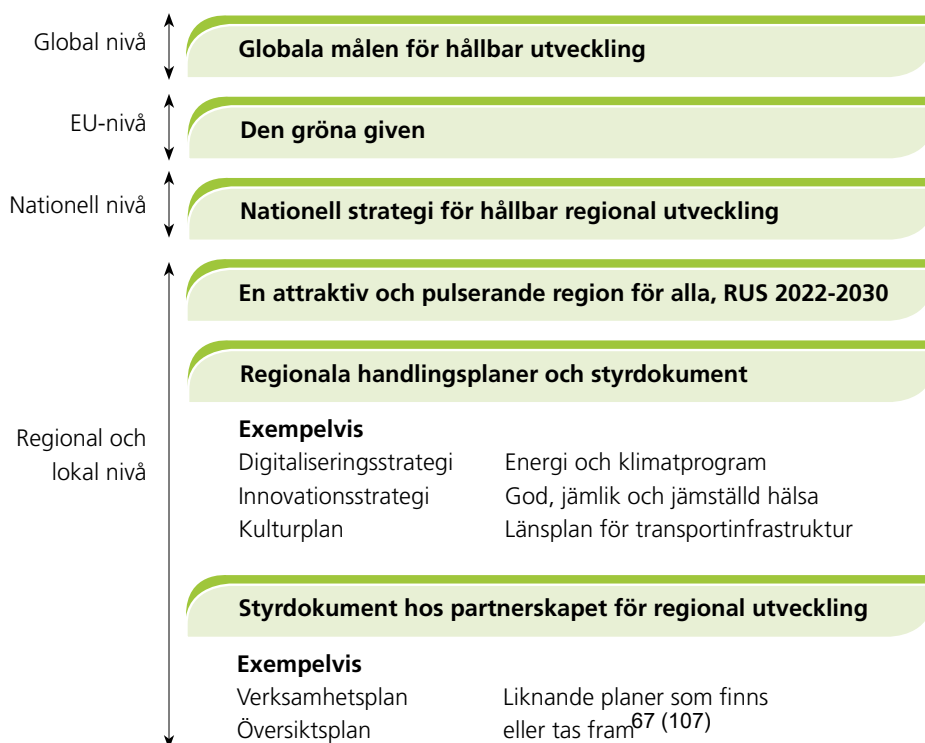 Global nivå
Globala målen för hållbar utveckling
EU-nivå
Den gröna given
Nationell nivå
Nationell strategi för hållbar regional utveckling
En attraktiv och pulserande region för alla, RUS 2022-2030
Regionala handlingsplaner och styrdokument
Regional och
lokal nivå
Exempelvis
Digitaliseringsstrategi Energi och klimatprogram
Innovationsstrategi God, jämlik och jämställd hälsa
Kulturplan Länsplan för transportinfrastruktur
Styrdokument hos partnerskapet för regional utveckling
Exempelvis
Verksamhetsplan Liknande planer som finns
Översiktsplan eller tas fram
67 (107)